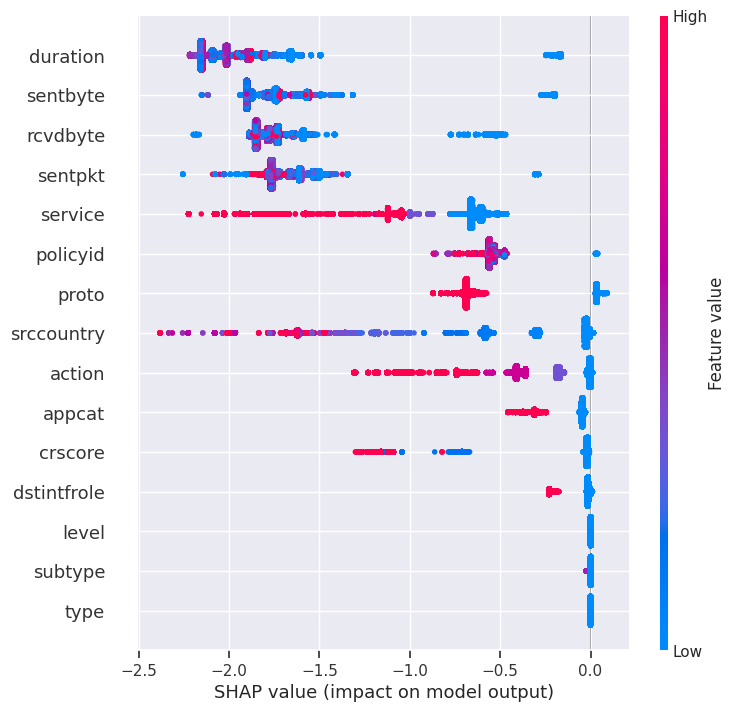 High
duration
sentbyte
rcvdbyte
sentpkt
service
policyid
proto
srccountry
action
appcat
crscore
dstintfrole
level
subtype
type
Feature value
Low
−2.5 −2.0 −1.5 −1.0 −0.5 0.0
SHAP value (impact on model output)